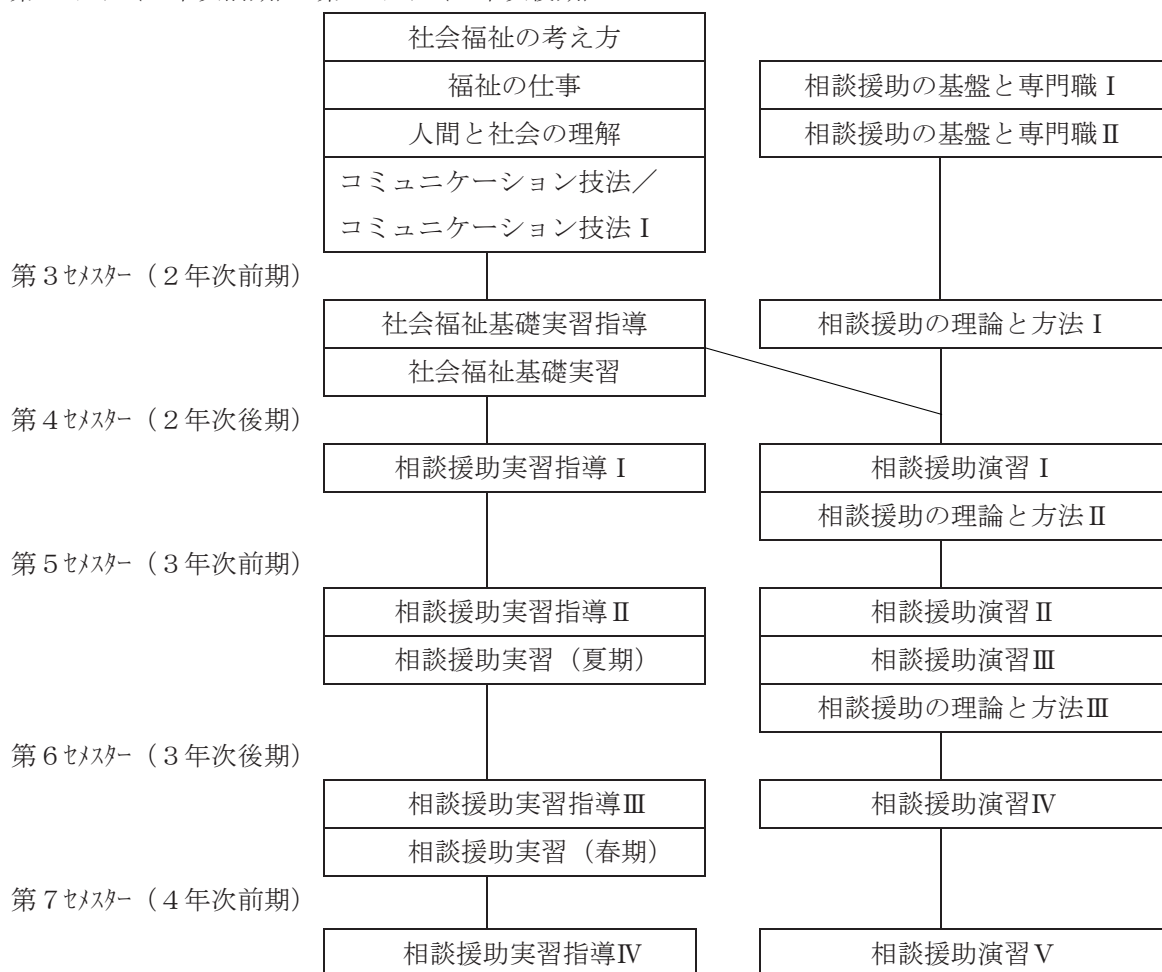 社会福祉の考え方
福祉の仕事
相談援助の基盤と専門職Ⅰ
人間と社会の理解
相談援助の基盤と専門職Ⅱ
コミュニケーション技法／
コミュニケーション技法Ⅰ
第３ｾﾒｽﾀｰ（２年次前期）
社会福祉基礎実習指導
相談援助の理論と方法Ⅰ
社会福祉基礎実習
第４ｾﾒｽﾀｰ（２年次後期）
相談援助実習指導Ⅰ
相談援助演習Ⅰ
相談援助の理論と方法Ⅱ
第５ｾﾒｽﾀｰ（３年次前期）
相談援助実習指導Ⅱ
相談援助演習Ⅱ
相談援助実習（夏期）
相談援助演習Ⅲ
相談援助の理論と方法Ⅲ
第６ｾﾒｽﾀｰ（３年次後期）
相談援助実習指導Ⅲ
相談援助演習Ⅳ
相談援助実習（春期）
第７ｾﾒｽﾀｰ（４年次前期）
相談援助実習指導Ⅳ
相談援助演習Ⅴ